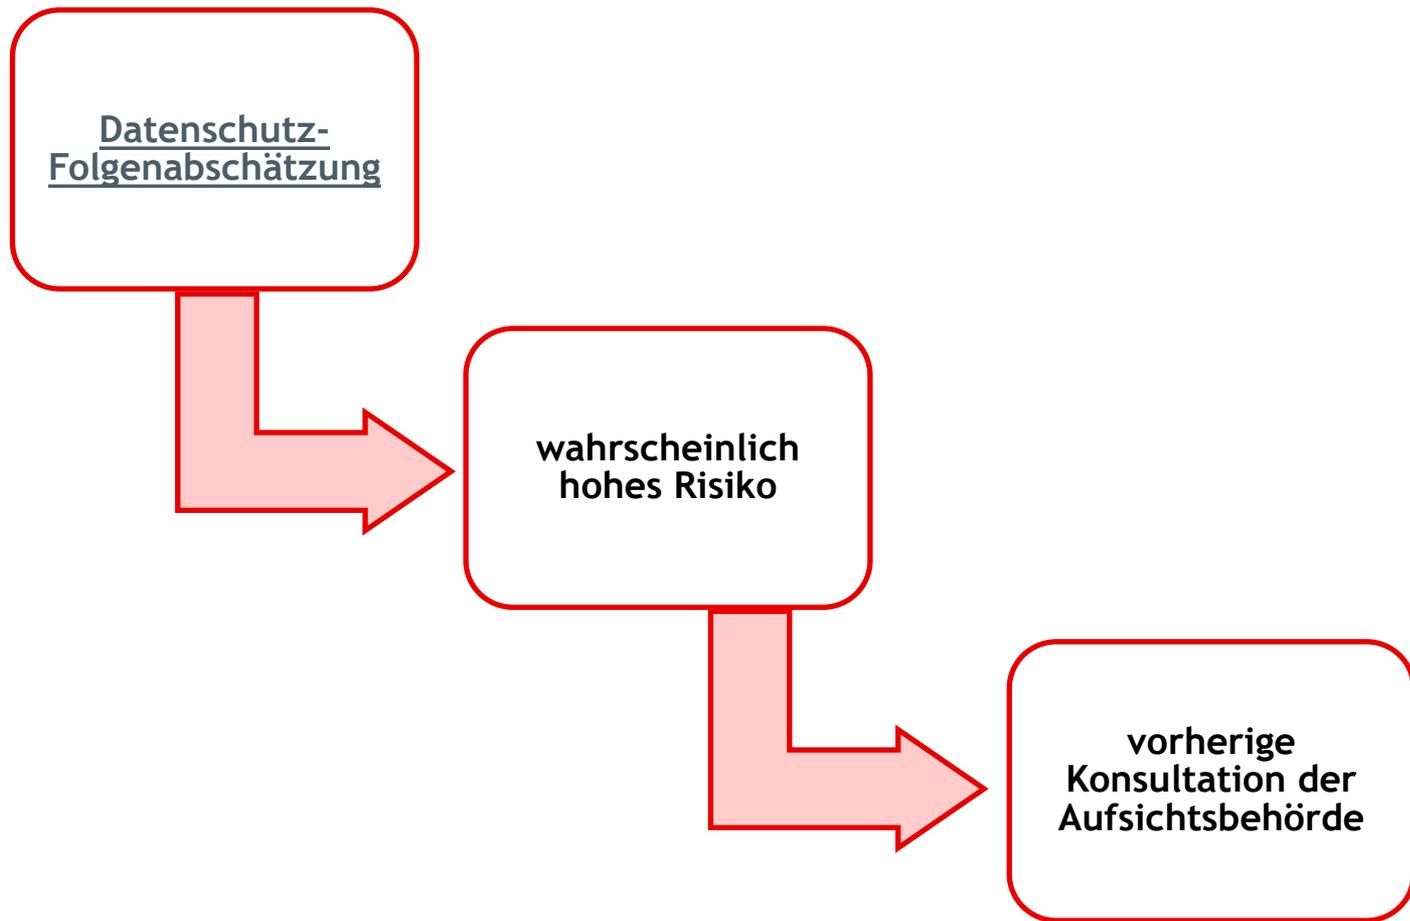 Datenschutz-
Folgenabschätzung
wahrscheinlich
hohes Risiko
vorherige
Konsultation der
Aufsichtsbehörde